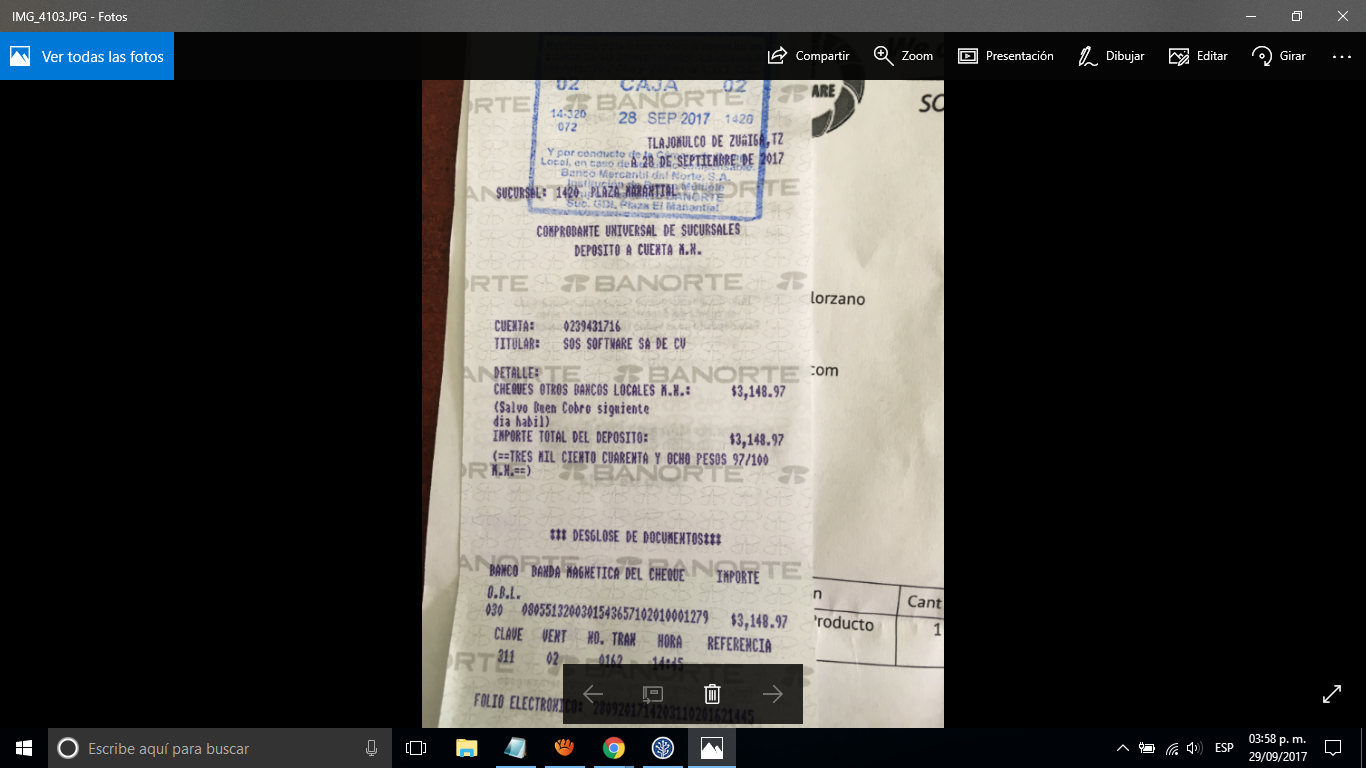 IMG_4103.JPG - Fotos
Ver todas las fotos
Compartir
Zoom
Presentación
Dibujar
Editar
Girar
02 CAJA 02
BANORTE
ARE
SO
14-320 28 SEP 2017 1420
072
TLAJOMULCO DE ZUñIGA,TZ
Y por conducto de la
A 28 DE SEPTIEMBRE DE 2017
Local, en caso de
Banco Mercantil del Norte, S.A.
SUCURSAL: 1420 PLAZA MANANTIAL
Suc. GDL Plaza El Manantial
COMPROBANTE UNIVERSAL DE SUCURSALES
DEPOSITO A CUENTA M.N.
ORTE BANORTE
lorzano
CUENTA: 0239431716
TITULAR: SOS SOFTWARE SA DE CV
com
DETALLE:
BANORTE
CHEQUES OTROS BANCOS LOCALES M.N.: $3,148.97
(Salvo Buen Cobro siguiente
dia habil)
IMPORTE TOTAL DEL DEPOSITO: $3,148.97
(==TRES MIL CIENTO CUARENTA Y OCHO PESOS 97/100
M.N.==)
BANORTE
*** DESGLOSE DE DOCUMENTOS***
BANORTE
BANCO BANDA MAGNETICA DEL CHEQUE IMPORTE
O.B.L.
030 0805513200301543657102010001279 $3,148.97
n Cant
Producto 1
CLAVE VENT NO. TRAN HORA REFERENCIA
311 02 0162 14:45
FOLIO ELECTRONICO: 2809201714203110201621445
Escribe aquí para buscar
ESP
03:58 p. m.
29/09/2017